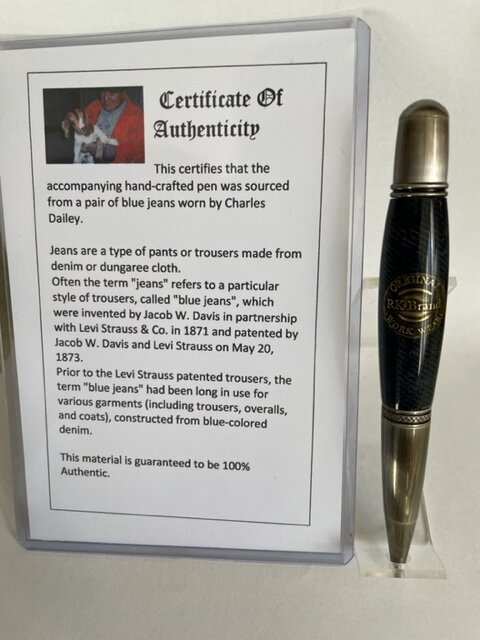 Certificate Of
Authenticity
This certifies that the
accompanying hand-crafted pen was sourced
from a pair of blue jeans worn by Charles
Dailey.
Jeans are a type of pants or trousers made from
denim or dungaree cloth.
Often the term "jeans" refers to a particular
style of trousers, called "blue jeans", which
were invented by Jacob W. Davis in partnership
with Levi Strauss & Co. in 1871 and patented by
Jacob W. Davis and Levi Strauss on May 20,
1873.
Prior to the Levi Strauss patented trousers, the
term "blue jeans" had been long in use for
various garments (including trousers, overalls,
and coats), constructed from blue-colored
denim.
This material is guaranteed to be 100%
Authentic.
ORIGINAL
Brand
WORK WEAR